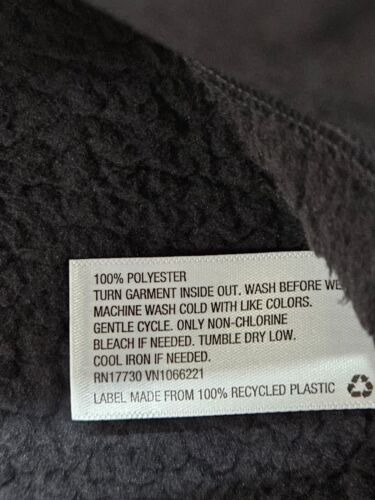 100% POLYESTER
TURN GARMENT INSIDE OUT. WASH BEFORE WE
MACHINE WASH COLD WITH LIKE COLORS.
GENTLE CYCLE. ONLY NON-CHLORINE
BLEACH IF NEEDED. TUMBLE DRY LOW.
COOL IRON IF NEEDED.
RN17730 VN1066221
LABEL MADE FROM 100% RECYCLED PLASTIC